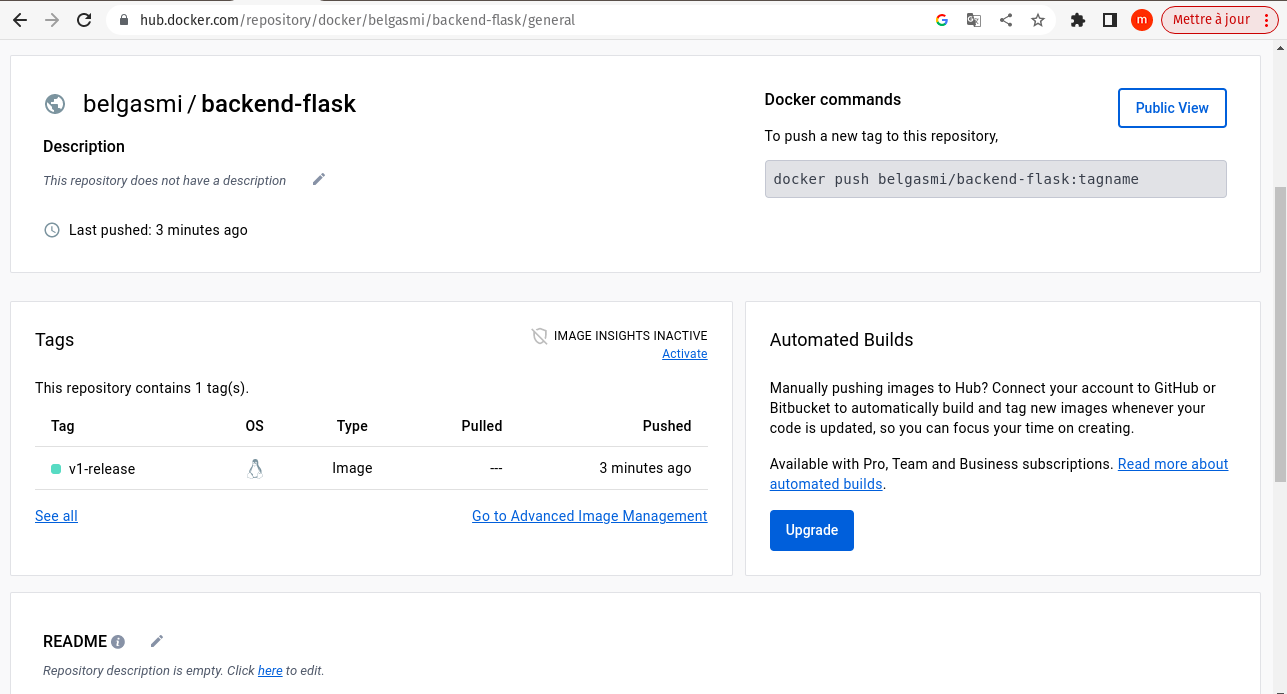 hub.docker.com/repository/docker/belgasmi/backend-flask/general
m
Mettre à jour
belgasmi / backend-flask
Description
This repository does not have a description
Last pushed: 3 minutes ago
Docker commands
Public View
To push a new tag to this repository,
docker push belgasmi/backend-flask:tagname
Tags
IMAGE INSIGHTS INACTIVE
Activate
This repository contains 1 tag(s).
Tag OS Type Pulled Pushed
v1-release Image --- 3 minutes ago
See all
Go to Advanced Image Management
Automated Builds
Manually pushing images to Hub? Connect your account to GitHub or
Bitbucket to automatically build and tag new images whenever your
code is updated, so you can focus your time on creating.
Available with Pro, Team and Business subscriptions. Read more about
automated builds.
Upgrade
README
Repository description is empty. Click here to edit.